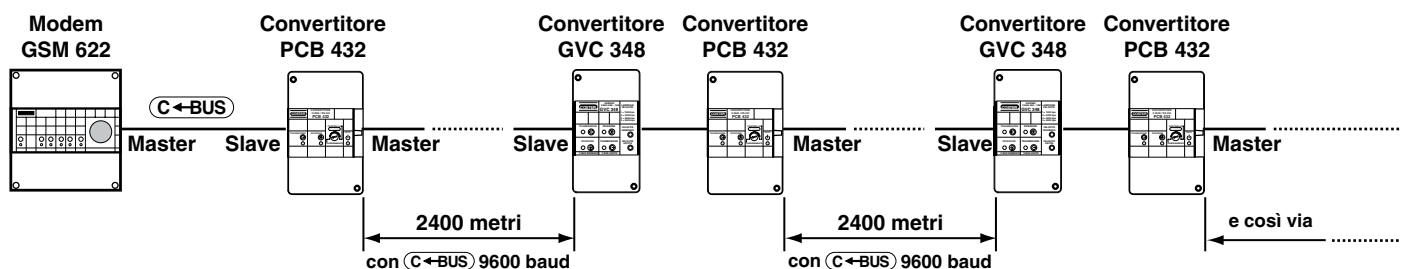 Modem
GSM 622
Convertitore
PCB 432
Convertitore
GVC 348
Convertitore
PCB 432
Convertitore
GVC 348
Convertitore
PCB 432
C BUS
Master
Slave
Master
Slave
Master
Slave
Master
2400 metri
con C BUS 9600 baud
2400 metri
con C BUS 9600 baud
e così via